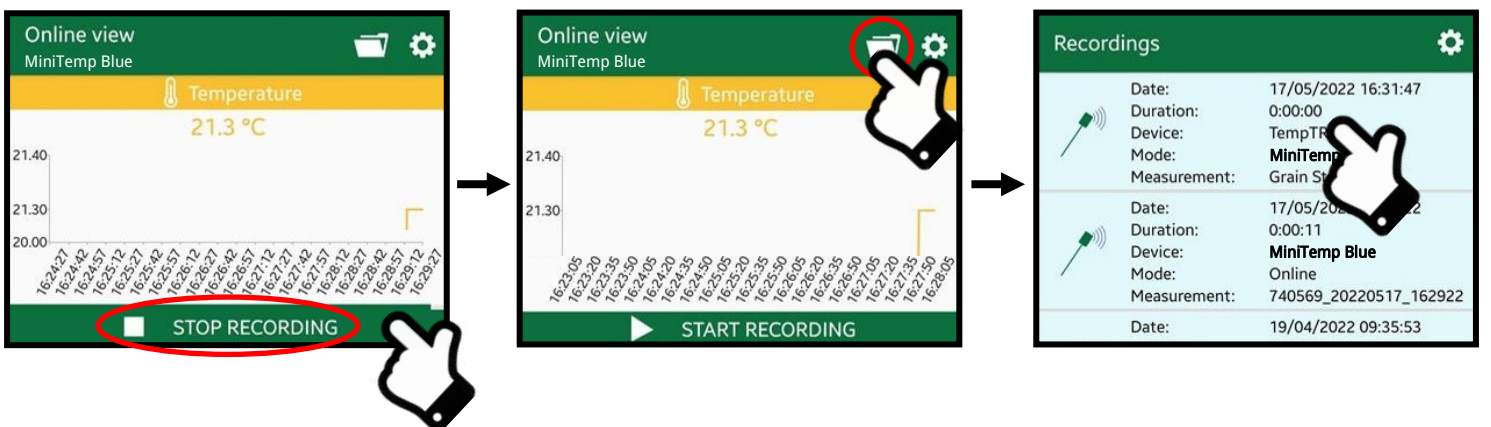 Online view
MiniTemp Blue
Temperature
21.3 °C
21.40
21.30
20.00
16:24:27 16:24:42 16:24:57 16:25:12 16:25:27 16:25:42 16:25:57 16:26:12 16:26:27 16:26:42 16:26:57 16:27:12 16:27:27 16:27:42 16:27:57 16:28:12 16:28:27 16:28:42 16:28:57 16:29:12 16:29:27
STOP RECORDING
Online view
MiniTemp Blue
Temperature
21.3 °C
21.40
21.30
16:23:05 16:23:20 16:23:35 16:23:50 16:24:05 16:24:20 16:24:35 16:24:50 16:25:05 16:25:20 16:25:35 16:25:50 16:26:05 16:26:20 16:26:35 16:26:50 16:27:05 16:27:20 16:27:35 16:27:50 16:28:05
START RECORDING
Recordings
Date: 17/05/2022 16:31:47
Duration: 0:00:00
Device:
Mode: MiniTemp
Measurement: Grain
Date:
Duration: 0:00:11
Device: MiniTemp Blue
Mode: Online
Measurement: 740569_20220517_162922
Date: 19/04/2022 09:35:53